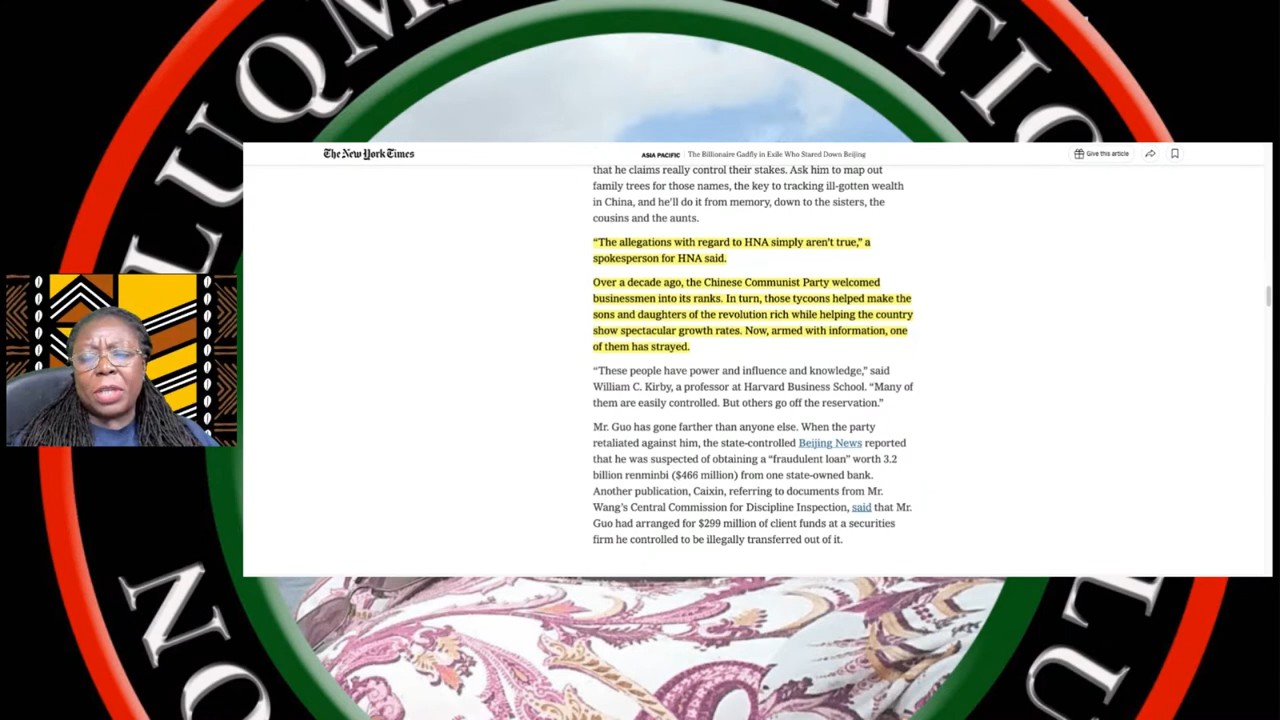 LUQM
ATIO
The New York Times
ASIA PACIFIC | The Billionaire Gadfly in Exile Who Stared Down Beijing
Give this article
that he claims really control their stakes. Ask him to map out
family trees for those names, the key to tracking ill-gotten wealth
in China, and he'll do it from memory, down to the sisters, the
cousins and the aunts.
“The allegations with regard to HNA simply aren't true,” a
spokesperson for HNA said.
Over a decade ago, the Chinese Communist Party welcomed
businessmen into its ranks. In turn, those tycoons helped make the
sons and daughters of the revolution rich while helping the country
show spectacular growth rates. Now, armed with information, one
of them has strayed.
“These people have power and influence and knowledge,” said
William C. Kirby, a professor at Harvard Business School. “Many of
them are easily controlled. But others go off the reservation.”
Mr. Guo has gone farther than anyone else. When the party
retaliated against him, the state-controlled Beijing News reported
that he was suspected of obtaining a “fraudulent loan” worth 3.2
billion renminbi ($466 million) from one state-owned bank.
Another publication, Caixin, referring to documents from Mr.
Wang's Central Commission for Discipline Inspection, said that Mr.
Guo had arranged for $299 million of client funds at a securities
firm he controlled to be illegally transferred out of it.